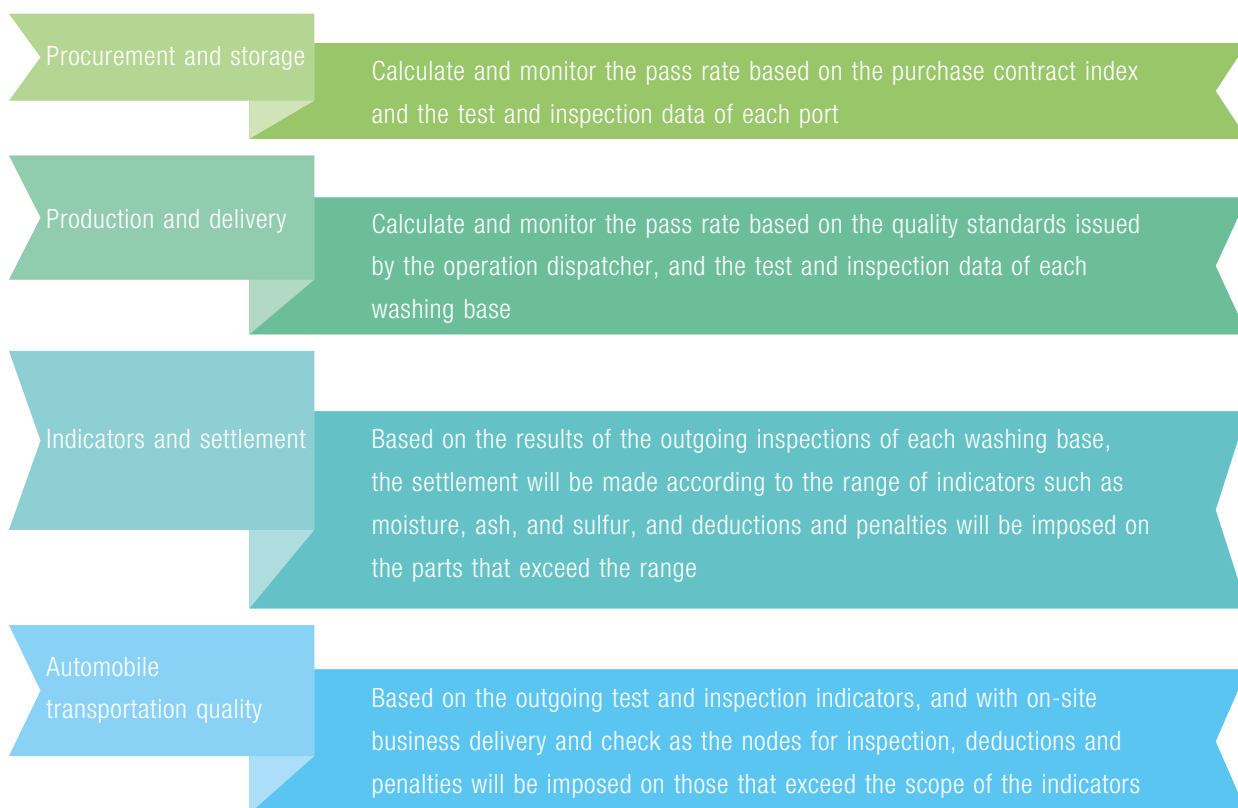 Procurement and storage
Calculate and monitor the pass rate based on the purchase contract index
and the test and inspection data of each port
Production and delivery
Calculate and monitor the pass rate based on the quality standards issued
by the operation dispatcher, and the test and inspection data of each
washing base
Indicators and settlement
Based on the results of the outgoing inspections of each washing base,
the settlement will be made according to the range of indicators such as
moisture, ash, and sulfur, and deductions and penalties will be imposed on
the parts that exceed the range
Automobile
transportation quality
Based on the outgoing test and inspection indicators, and with on-site
business delivery and check as the nodes for inspection, deductions and
penalties will be imposed on those that exceed the scope of the indicators